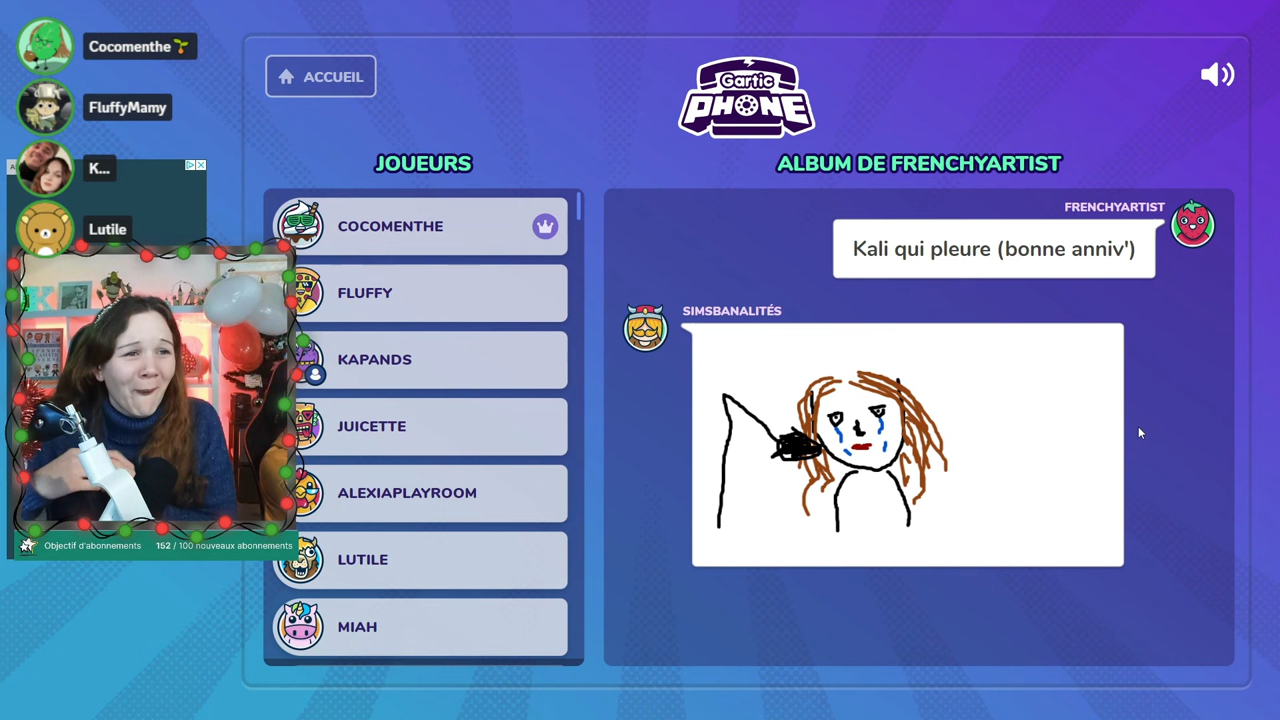 Cocomenthe
FluffyMamy
K...
Lutile
ACCUEIL
Gartic
PHONE
JOUEURS
ALBUM DE FRENCHYARTIST
COCOMENTHE
FLUFFY
KAPANDS
JUICETTE
ALEXIAPLAYROOM
LUTILE
MIAH
FRENCHYARTIST
Kali qui pleure (bonne anniv')
SIMSBANALITÉS
Objectif d'abonnements 152 / 100 nouveaux abonnements